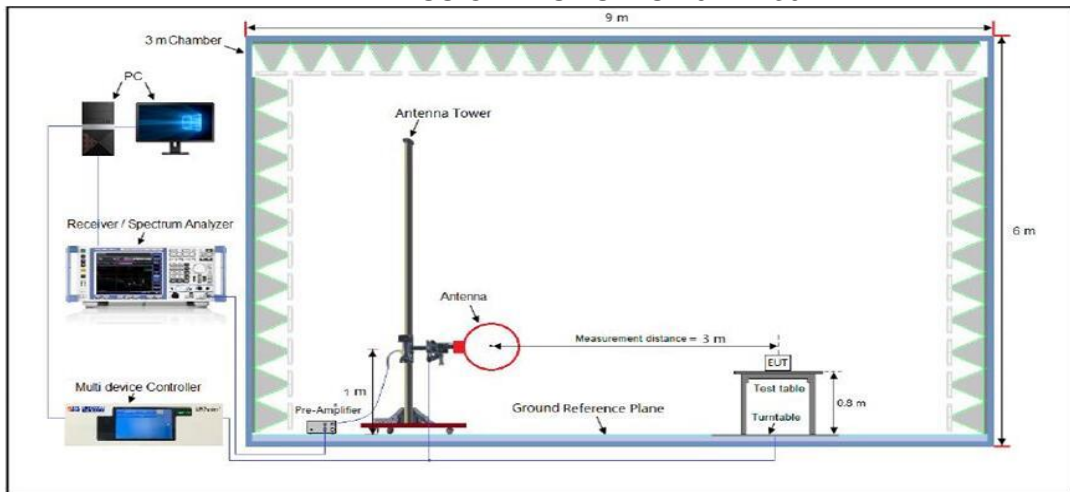 9 m
3 m Chamber
PC
Antenna Tower
Receiver / Spectrum Analyzer
6 m
Antenna
Measurement distance = 3 m
EUT
Multi device Controller
1 m
Test table
0.8 m
Pre-Amplifier
Ground Reference Plane
Turntable